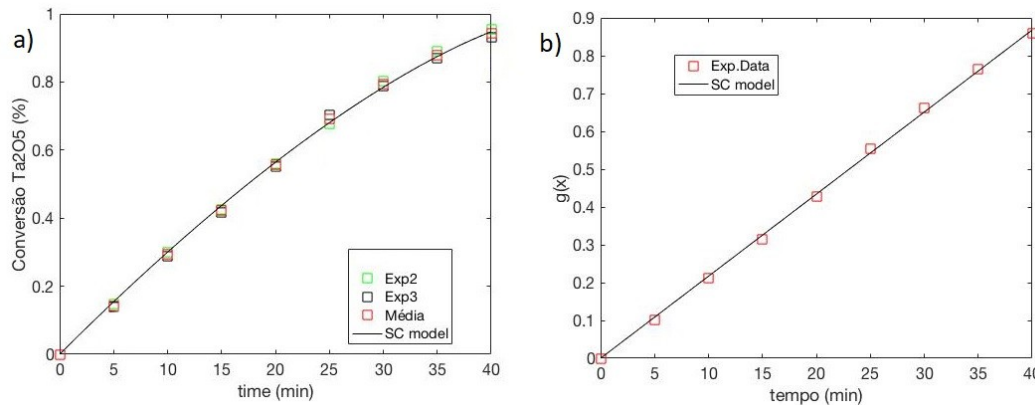 a)
Conversão Ta2O5 (%)
1
0.8
0.6
0.4
0.2
0
0
5
10
15
20
25
30
35
40
time (min)
Exp2
Exp3
Média
SC model
b)
g(x)
0.9
0.8
0.7
0.6
0.5
0.4
0.3
0.2
0.1
0
0
5
10
15
20
25
30
35
40
tempo (min)
Exp.Data
SC model